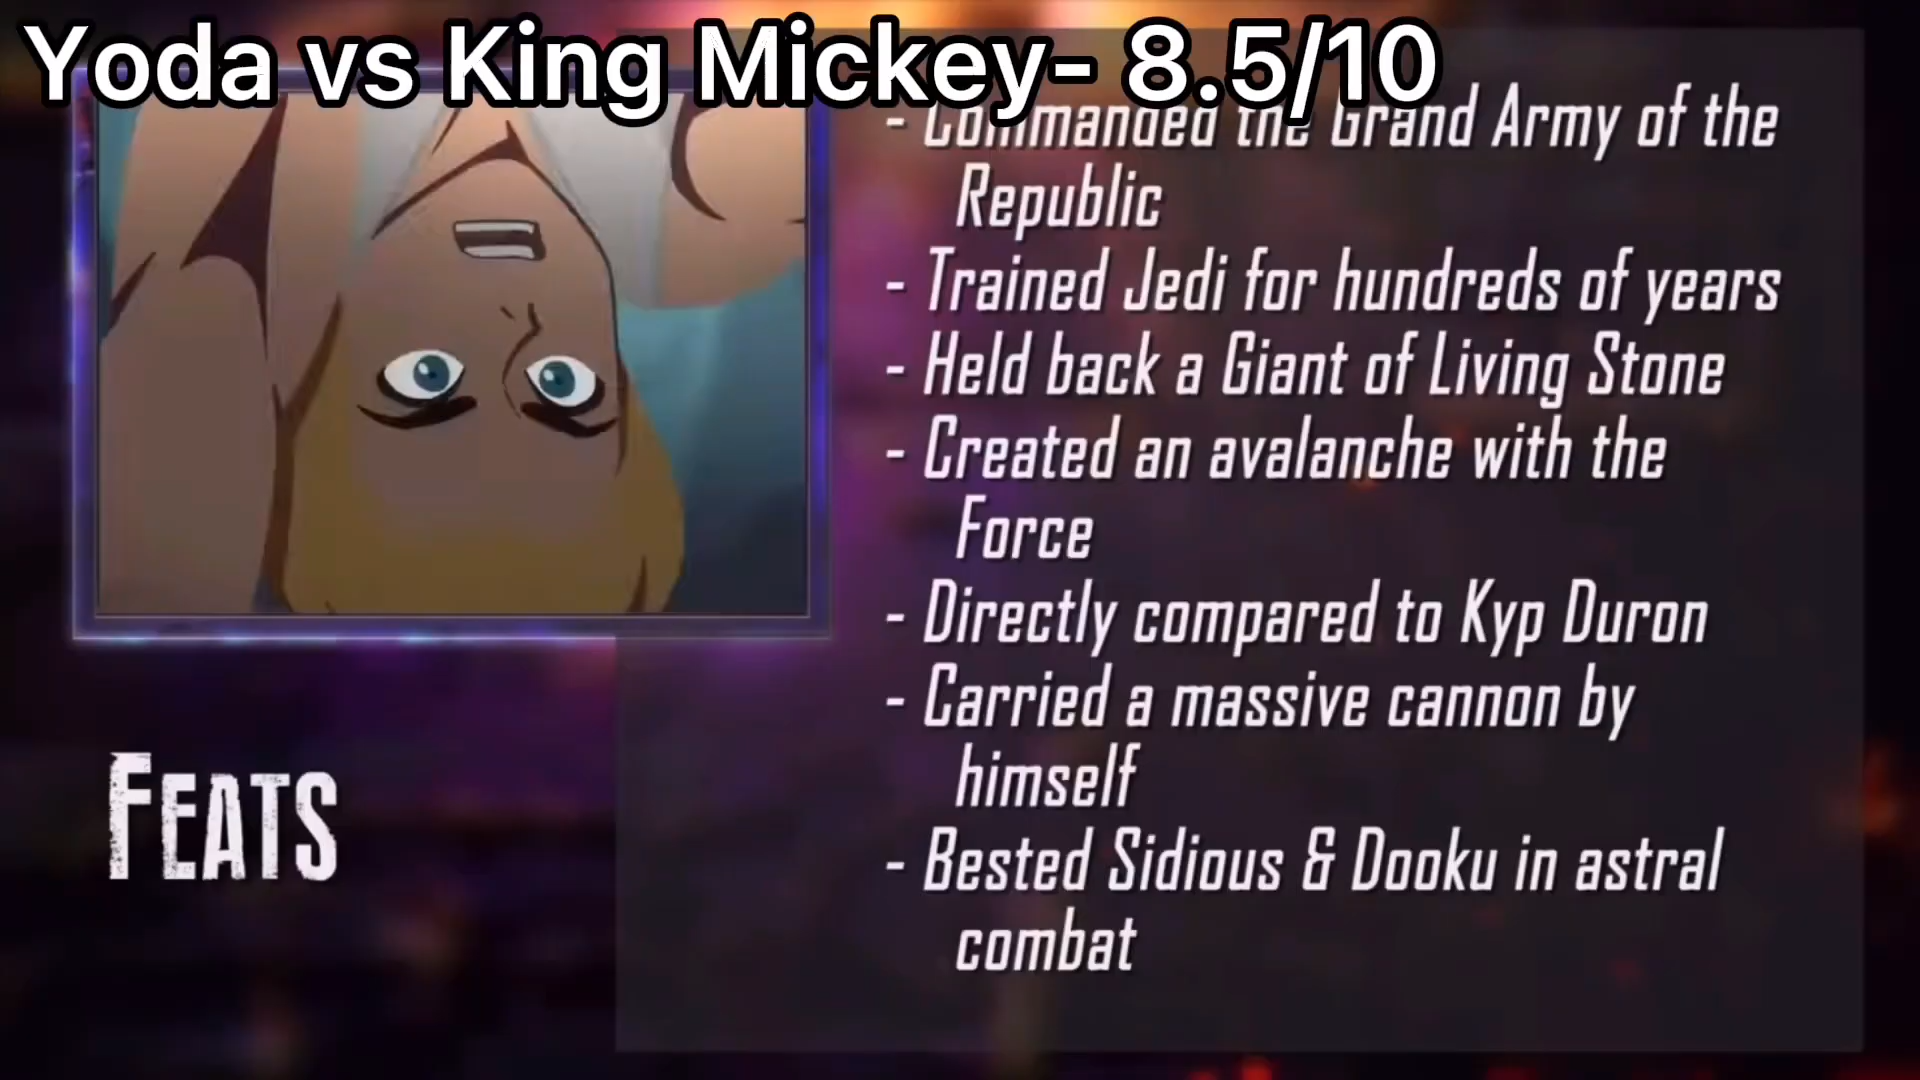 Yoda vs King Mickey- 8.5/10
- Commanded the Grand Army of the
Republic
- Trained Jedi for hundreds of years
- Held back a Giant of Living Stone
- Created an avalanche with the
Force
- Directly compared to Kyp Duron
- Carried a massive cannon by
himself
- Bested Sidious & Dooku in astral
combat
FEATS